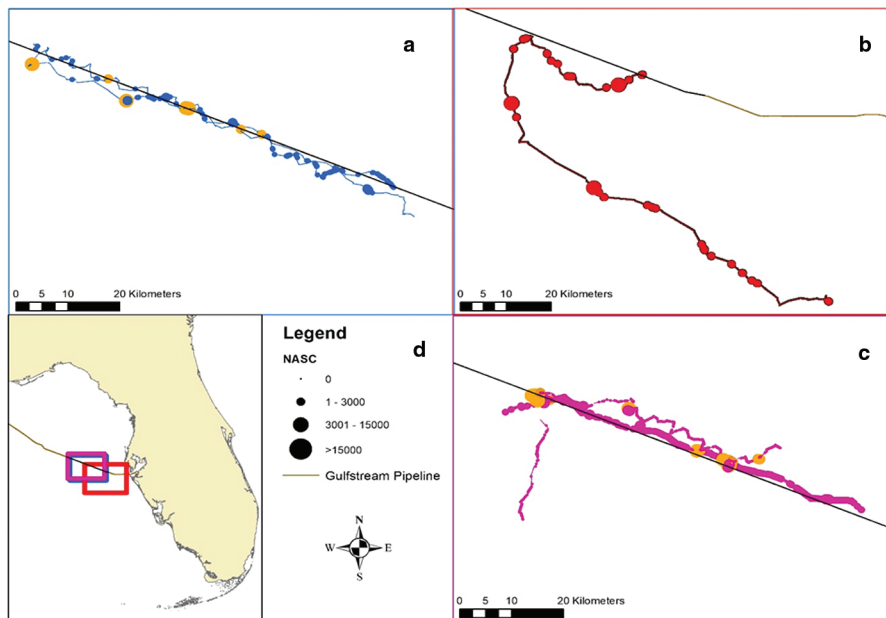 a
0 5 10 20 Kilometers
b
0 5 10 20 Kilometers
d
Legend
NASC
0
1 - 3000
3001 - 15000
>15000
Gulfstream Pipeline
N
W E
S
c
0 5 10 20 Kilometers